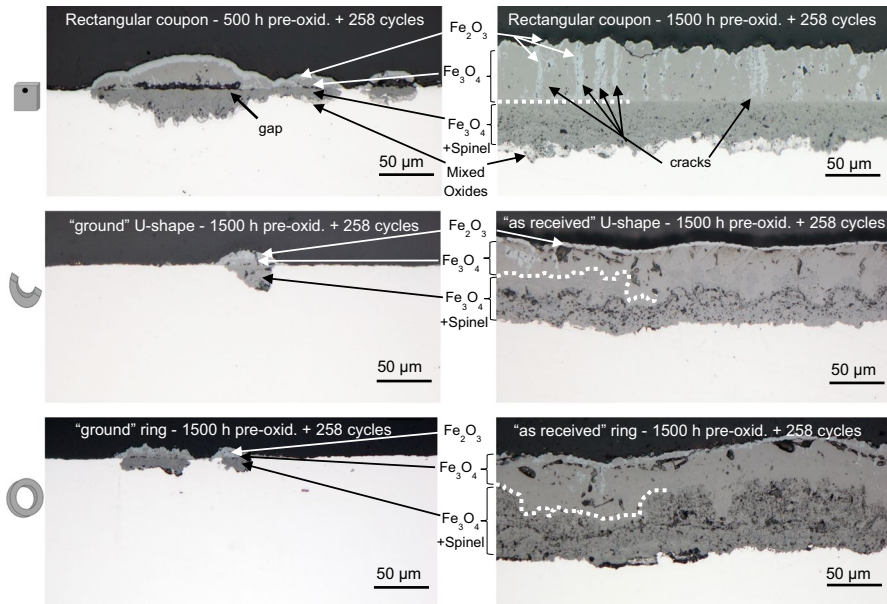 Rectangular coupon - 500 h pre-oxid. + 258 cycles
gap
50 µm
Fe2O3
Fe3O4
Fe3O4
+Spinel
Mixed
Oxides
Rectangular coupon - 1500 h pre-oxid. + 258 cycles
cracks
50 µm
"ground" U-shape - 1500 h pre-oxid. + 258 cycles
50 µm
Fe2O3
Fe3O4
Fe3O4
+Spinel
"as received" U-shape - 1500 h pre-oxid. + 258 cycles
50 µm
"ground" ring - 1500 h pre-oxid. + 258 cycles
50 µm
Fe2O3
Fe3O4
Fe3O4
+Spinel
"as received" ring - 1500 h pre-oxid. + 258 cycles
50 µm